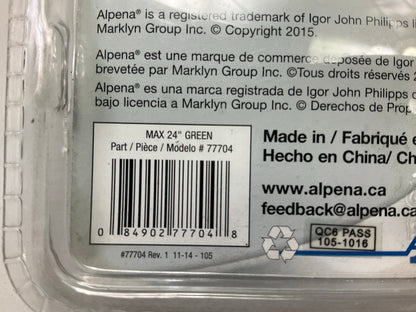 Alpena® is a registered trademark of Igor John Philipps li
Marklyn Group Inc. © Copyright 2015.
Alpena® est une marque de commerce déposée de Igor
brevetée par Marklyn Group Inc. ©Tous droits réservés 2
Alpena® es una marca registrada de Igor John Philipps c
bajo licencia a Marklyn Group Inc. © Derechos de Prop
MAX 24" GREEN
Part / Pièce / Modelo # 77704
0 84902 77704 8
#77704 Rev. 1 11-14 - 105
Made in / Fabriqué e
Hecho en China/ Ch
www.alpena.ca
feedback@alpena.ca
QC6 PASS
105-1016